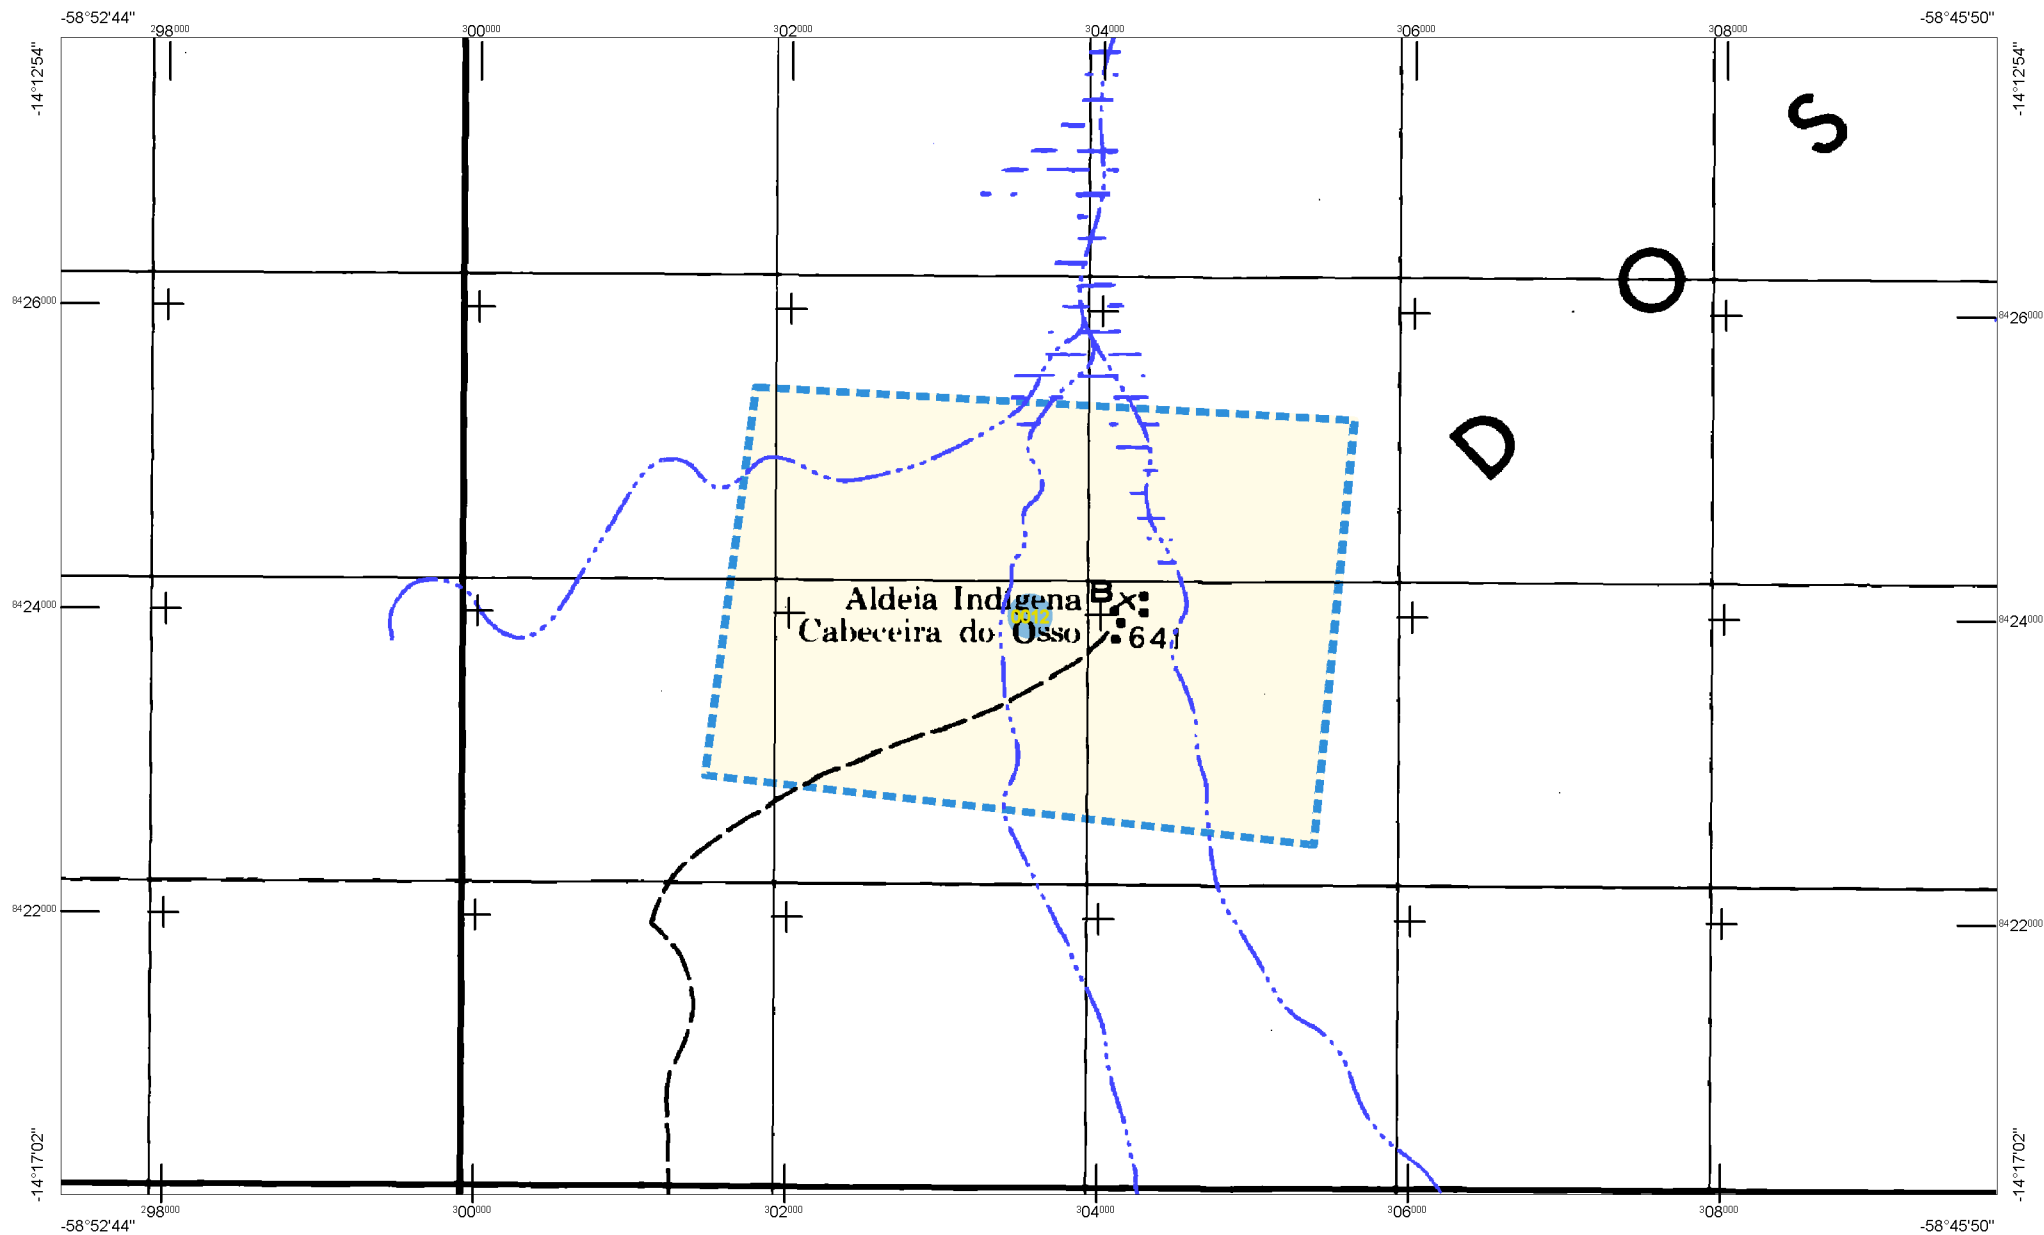 -58°52'44" -58°45'50"
298000 300000 302000 304000 306000 308000
-14°12'54" -14°12'54"
S
O
8426000 8426000
D
8424000 8424000
Aldeia Indígena B
0012
Cabeceira do Osso 641
8422000 8422000
-14°17'02" -14°17'02"
298000 300000 302000 304000 306000 308000
-58°52'44" -58°45'50"